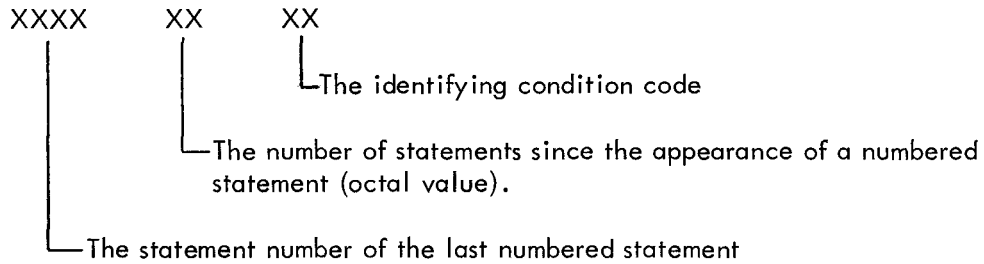 XXXX XX XX
The identifying condition code
The number of statements since the appearance of a numbered
statement (octal value).
The statement number of the last numbered statement